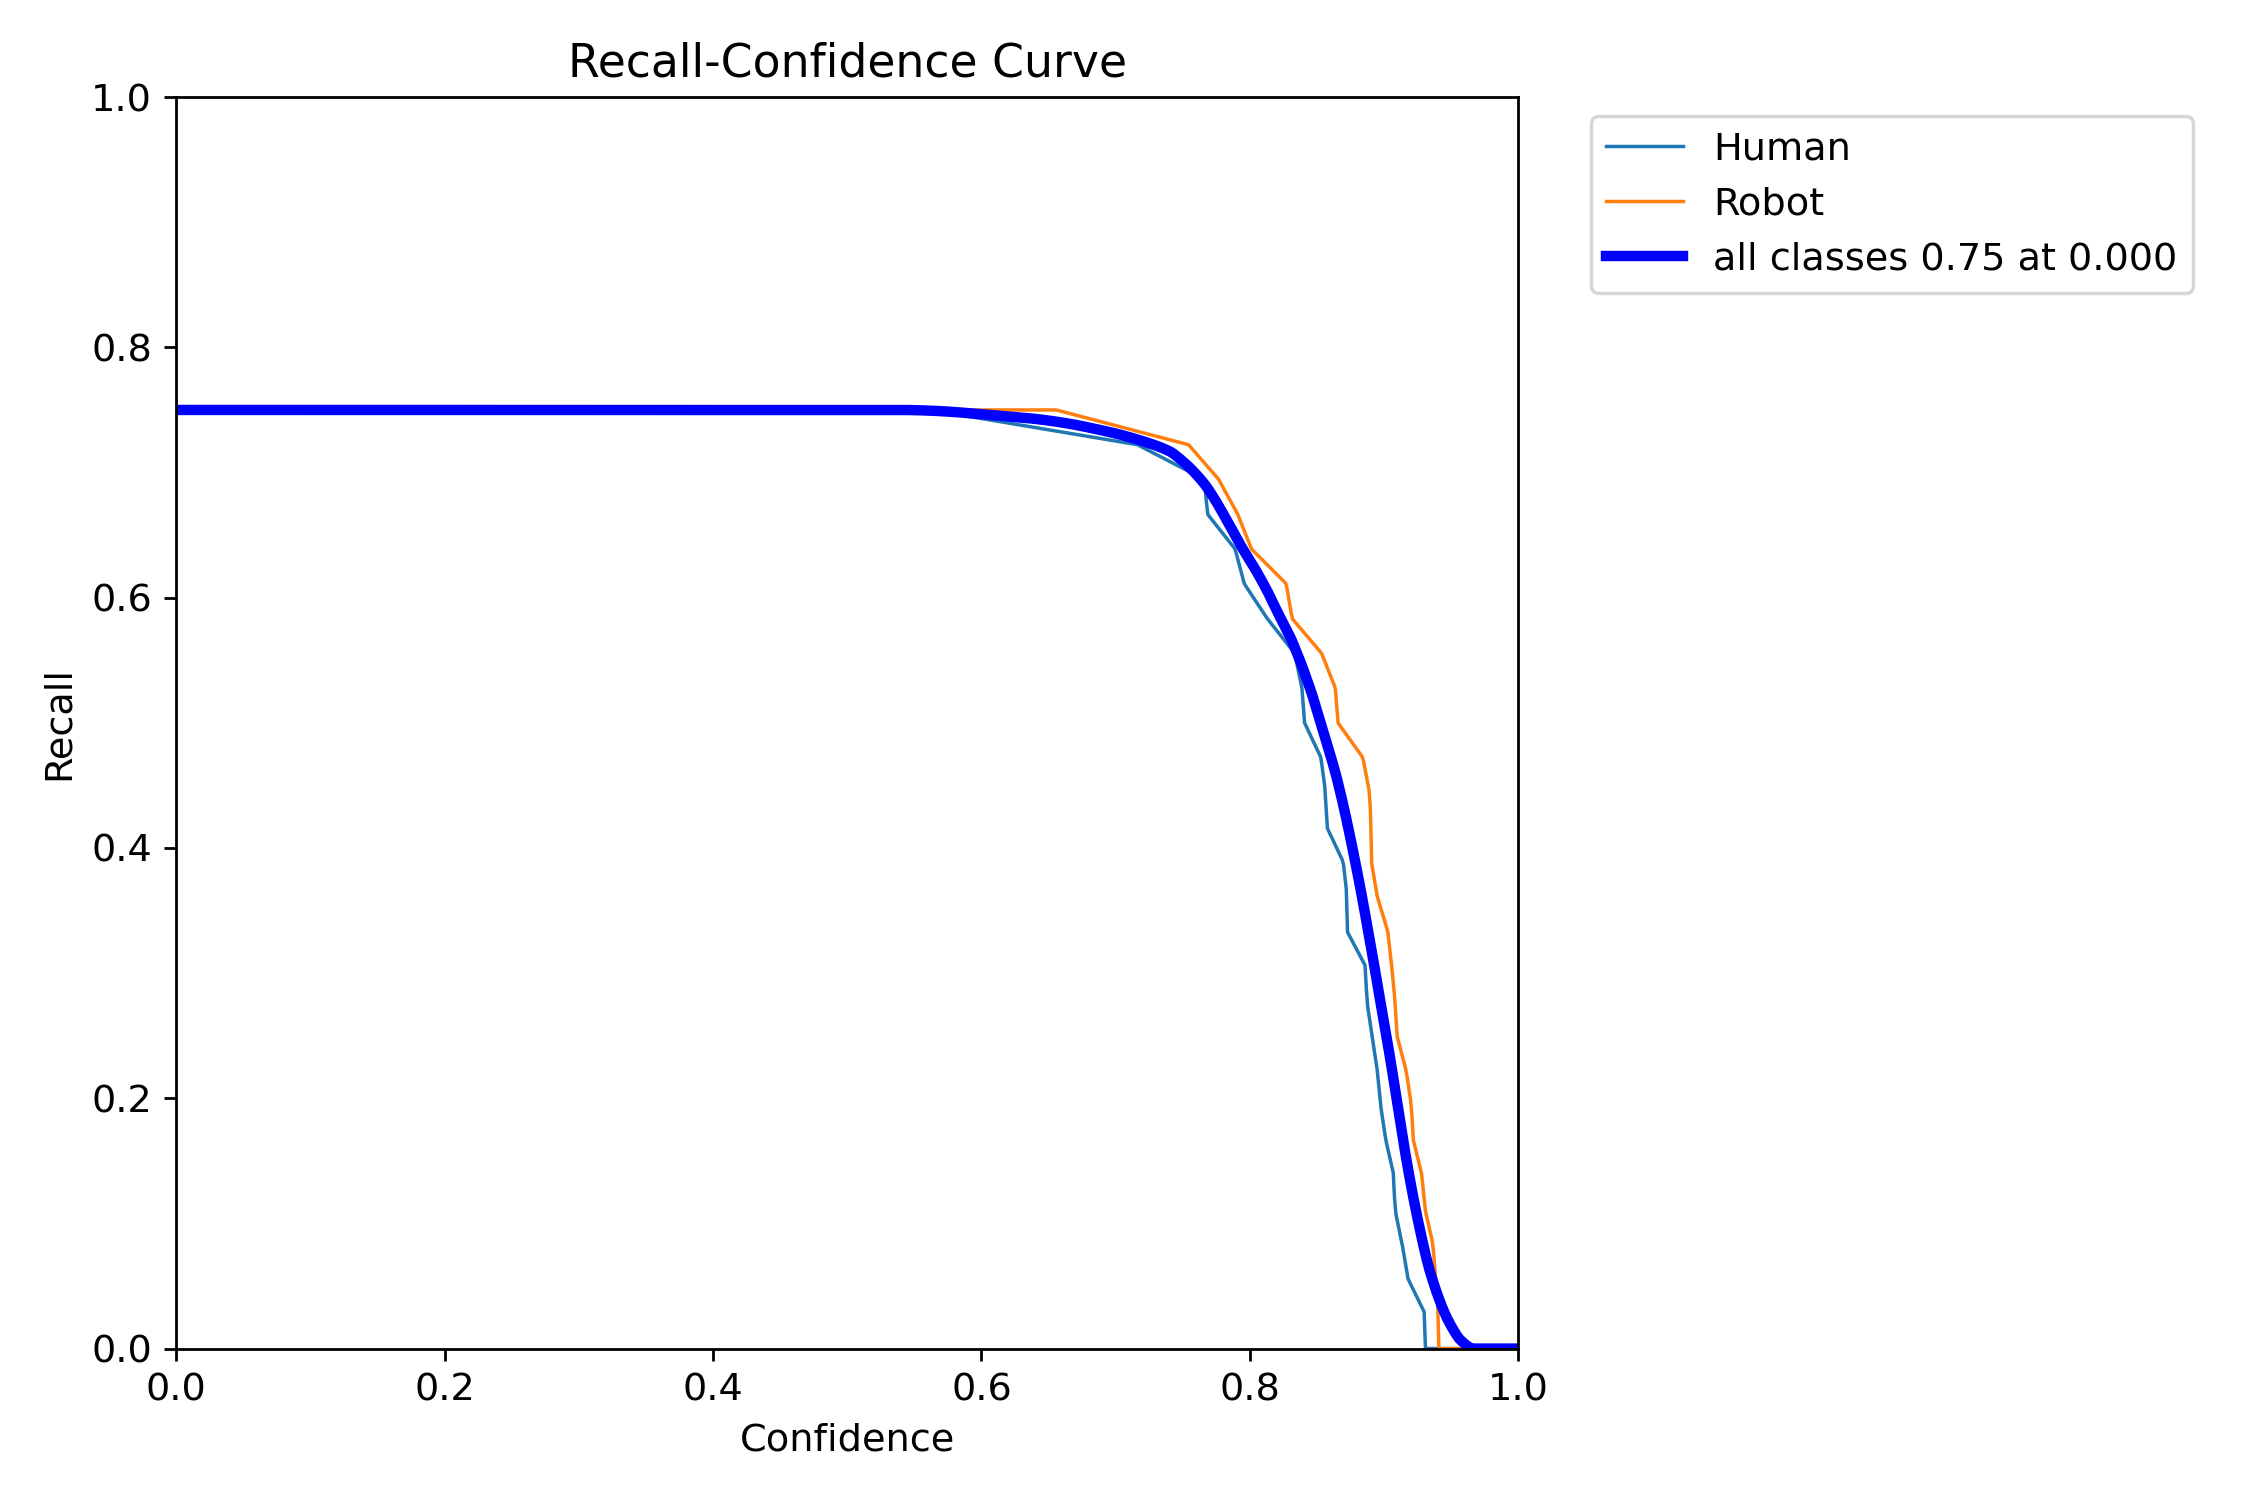 Recall-Confidence Curve
1.0
0.8
0.6
0.4
0.2
0.0
Recall
0.0 0.2 0.4 0.6 0.8 1.0
Confidence
Human
Robot
all classes 0.75 at 0.000